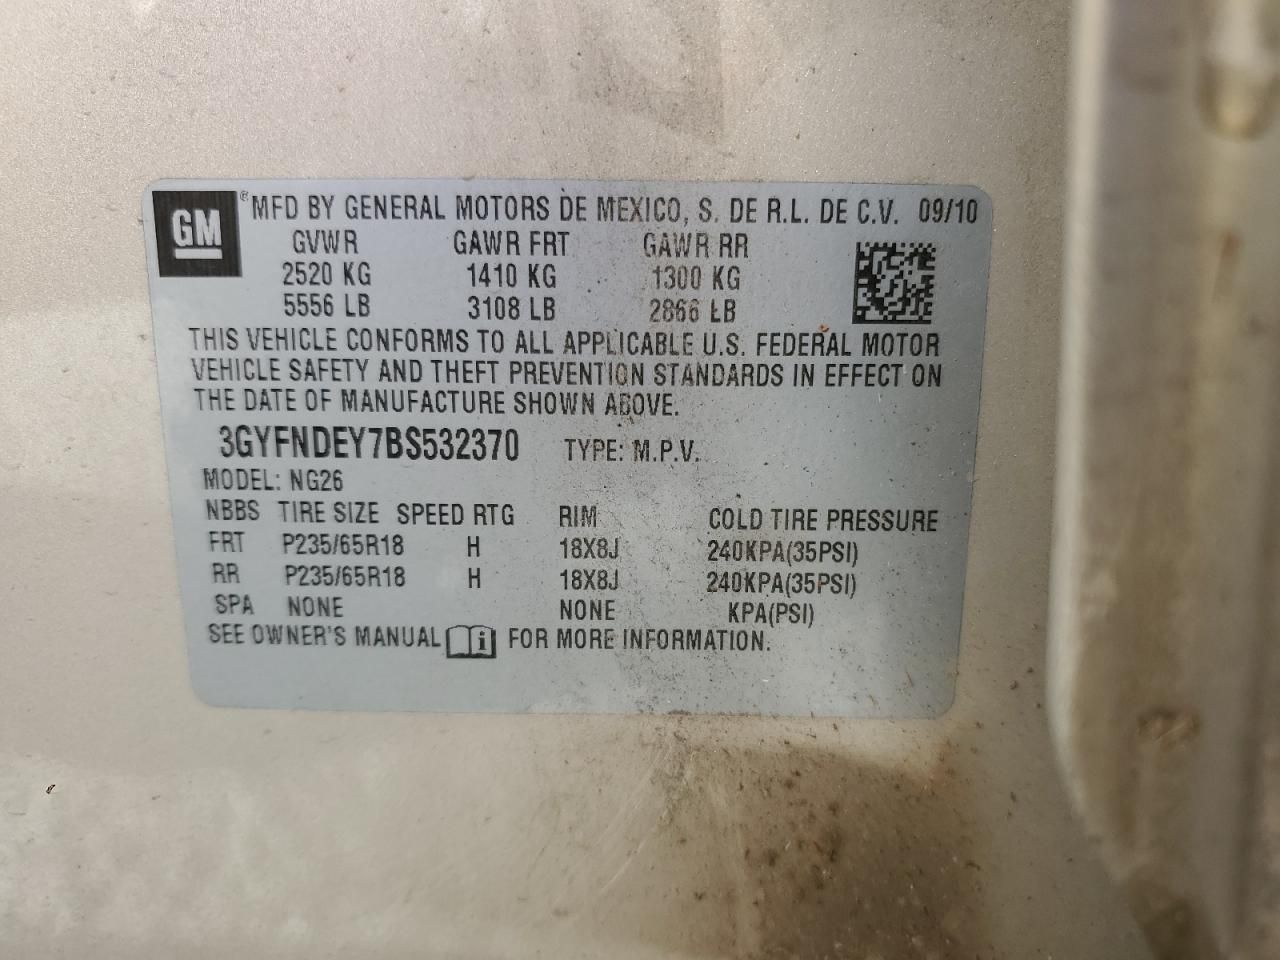 GM ® MFD BY GENERAL MOTORS DE MEXICO, S. DE R.L. DE C.V. 09/10
GVWR GAWR FRT GAWR RR
2520 KG 1410 KG 1300 KG
5556 LB 3108 LB 2866 LB
THIS VEHICLE CONFORMS TO ALL APPLICABLE U.S. FEDERAL MOTOR
VEHICLE SAFETY AND THEFT PREVENTION STANDARDS IN EFFECT ON
THE DATE OF MANUFACTURE SHOWN ABOVE.
3GYFNDEY7BS532370 TYPE: M.P.V.
MODEL: NG26
NBBS TIRE SIZE SPEED RTG RIM COLD TIRE PRESSURE
FRT P235/65R18 H 18X8J 240KPA(35PSI)
RR P235/65R18 H 18X8J 240KPA(35PSI)
SPA NONE NONE KPA(PSI)
SEE OWNER'S MANUAL i FOR MORE INFORMATION.